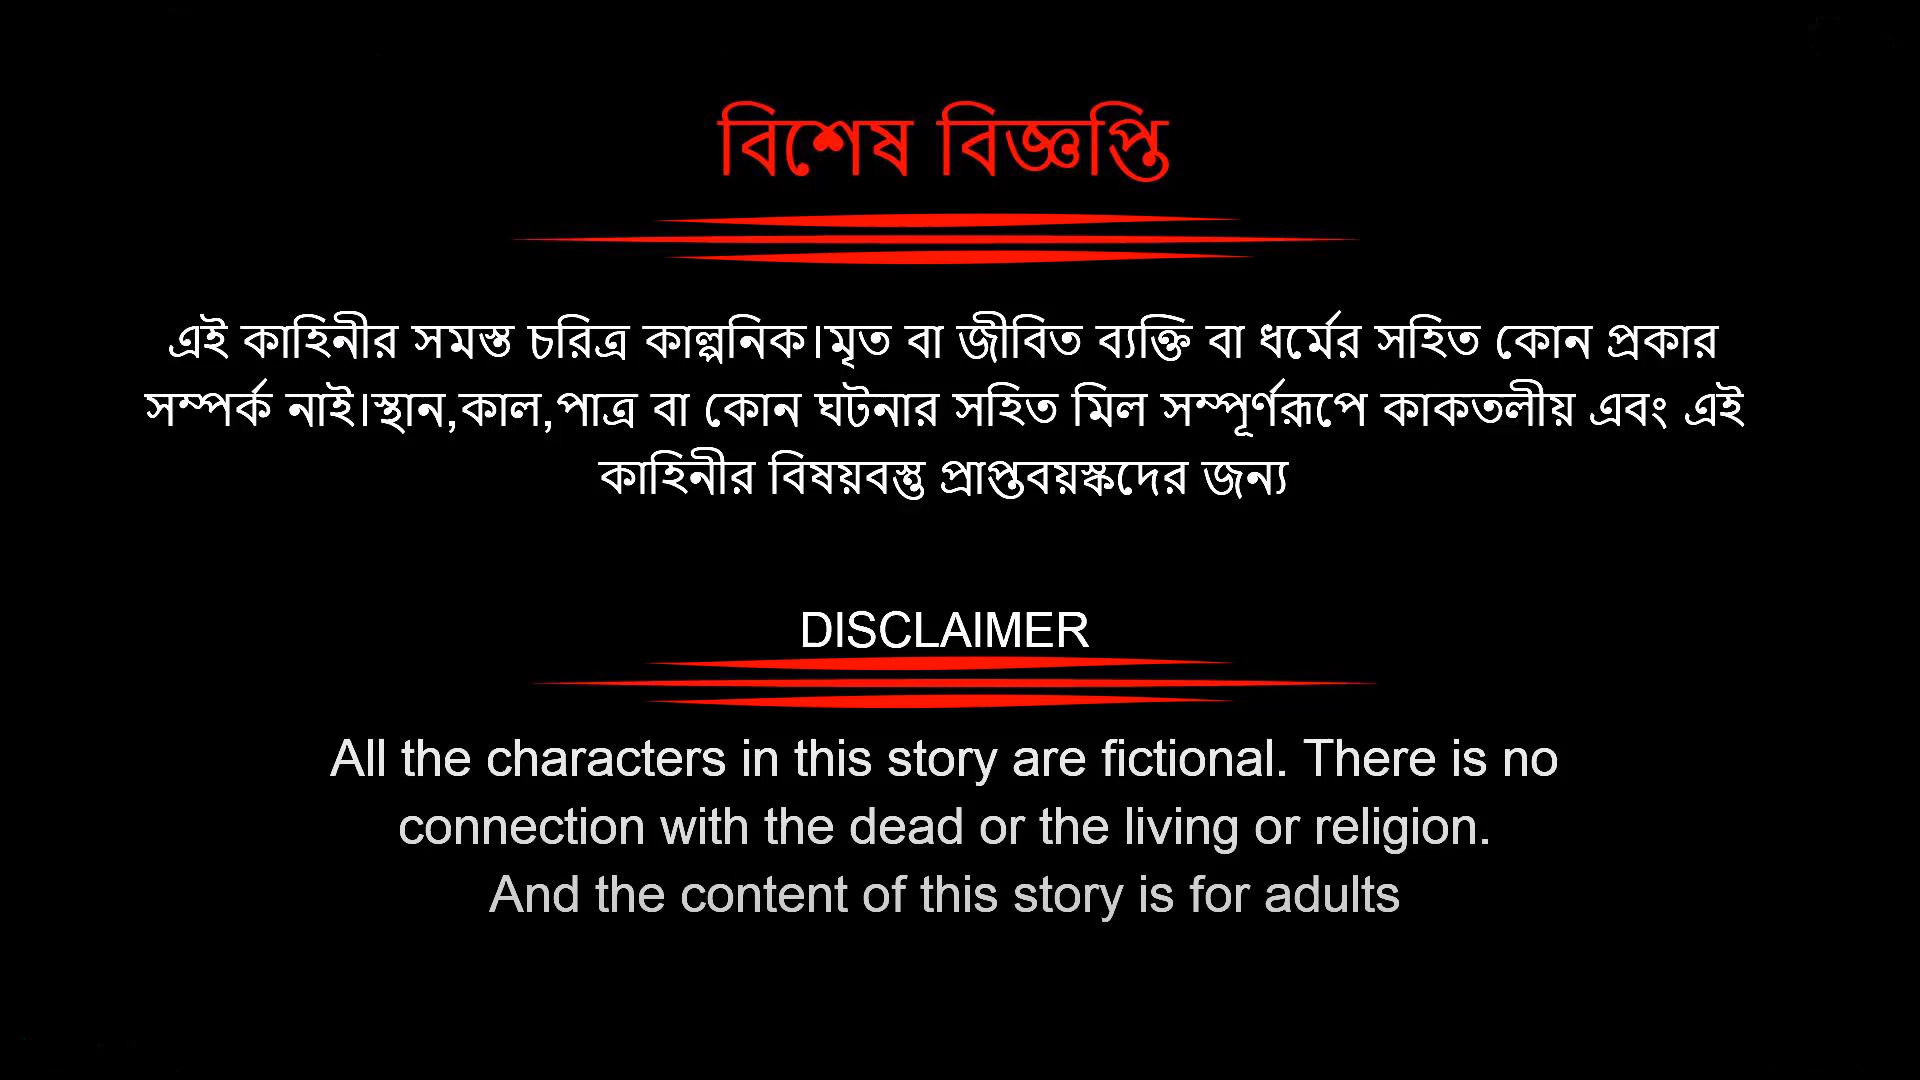 বিশেষ বিজ্ঞপ্তি
এই কাহিনীর সমস্ত চরিত্র কাল্পনিক।মৃত বা জীবিত ব্যক্তি বা ধর্মের সহিত কোন প্রকার
সম্পর্ক নাই।স্থান,কাল,পাত্র বা কোন ঘটনার সহিত মিল সম্পূর্ণরূপে কাকতলীয় এবং এই
কাহিনীর বিষয়বস্তু প্রাপ্তবয়স্কদের জন্য
DISCLAIMER
All the characters in this story are fictional. There is no
connection with the dead or the living or religion.
And the content of this story is for adults